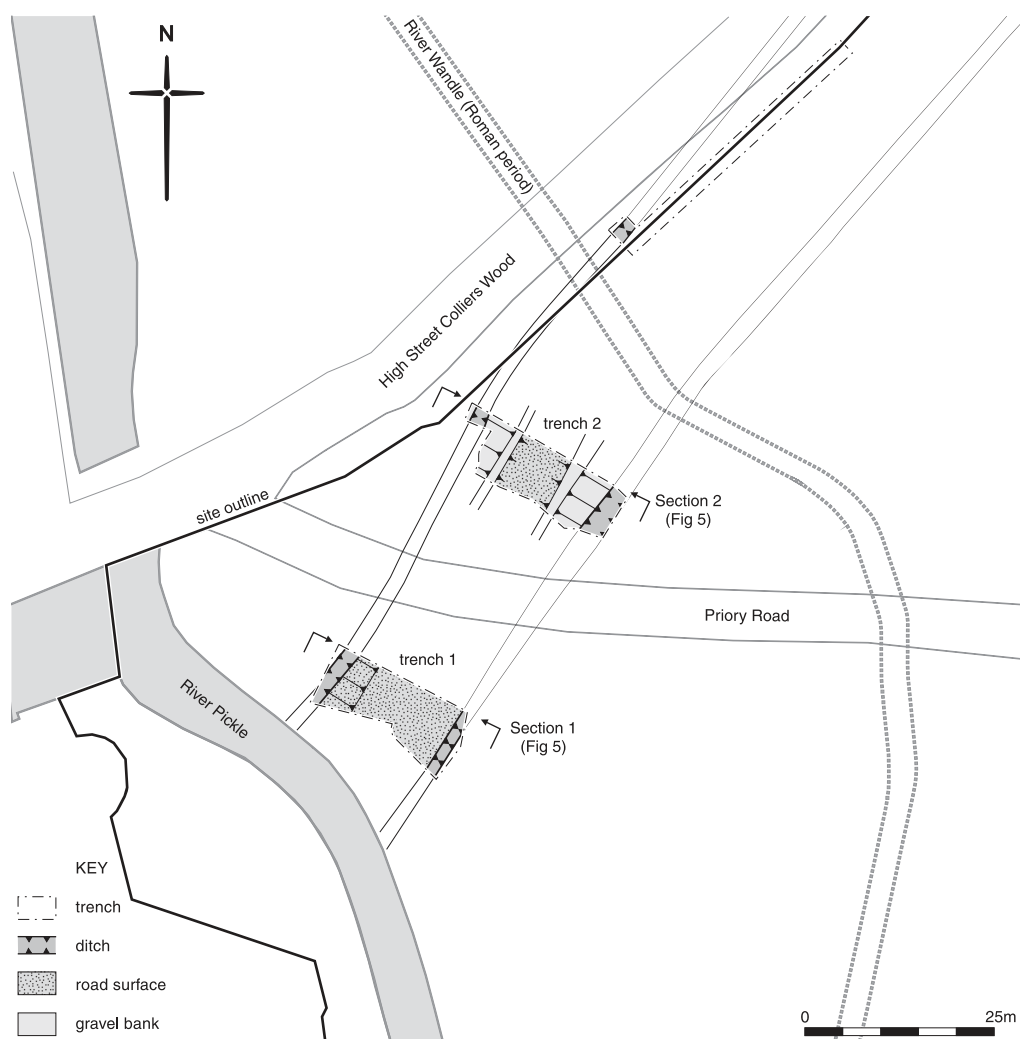 N
River Wandle (Roman period)
High Street Colliers Wood
trench 2
site outline
Section 2
(Fig 5)
Priory Road
trench 1
River Pickle
Section 1
(Fig 5)
KEY
trench
ditch
road surface
gravel bank
0 25m